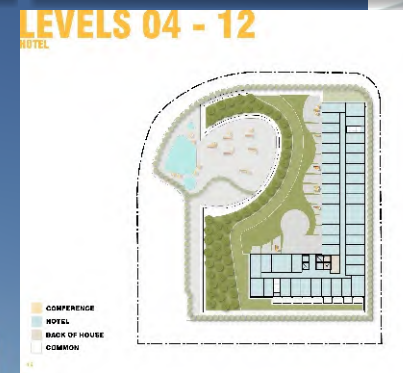 LEVELS 04 - 12
HOTEL
CONFERENCE
HOTEL
BACK OF HOUSE
COMMON